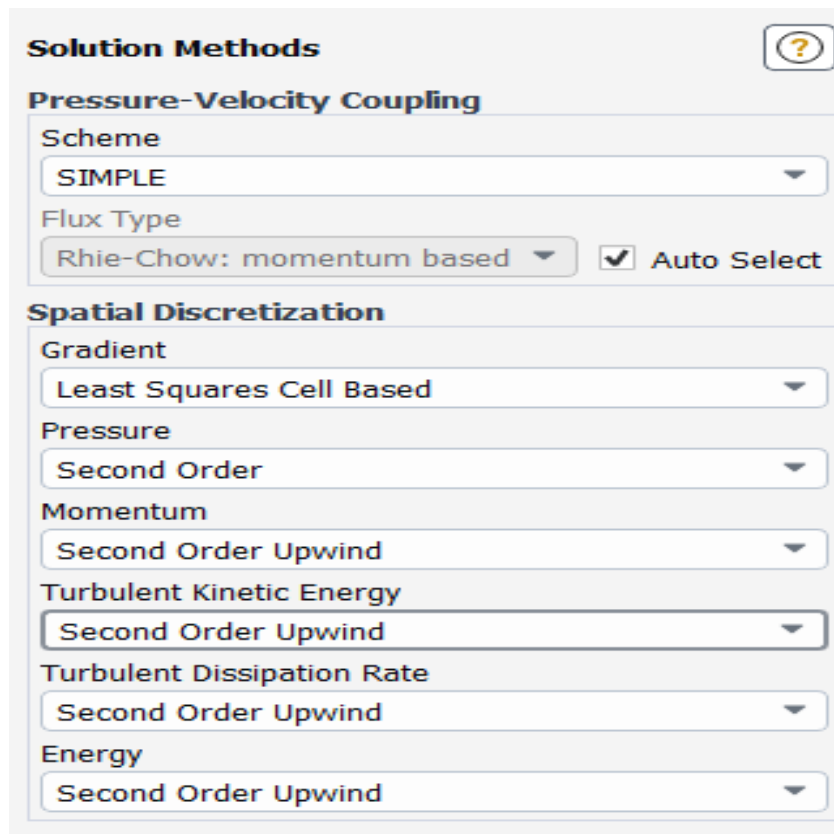 Solution Methods
?
Pressure-Velocity Coupling
Scheme
SIMPLE
Flux Type
Rhie-Chow: momentum based Auto Select
Spatial Discretization
Gradient
Least Squares Cell Based
Pressure
Second Order
Momentum
Second Order Upwind
Turbulent Kinetic Energy
Second Order Upwind
Turbulent Dissipation Rate
Second Order Upwind
Energy
Second Order Upwind